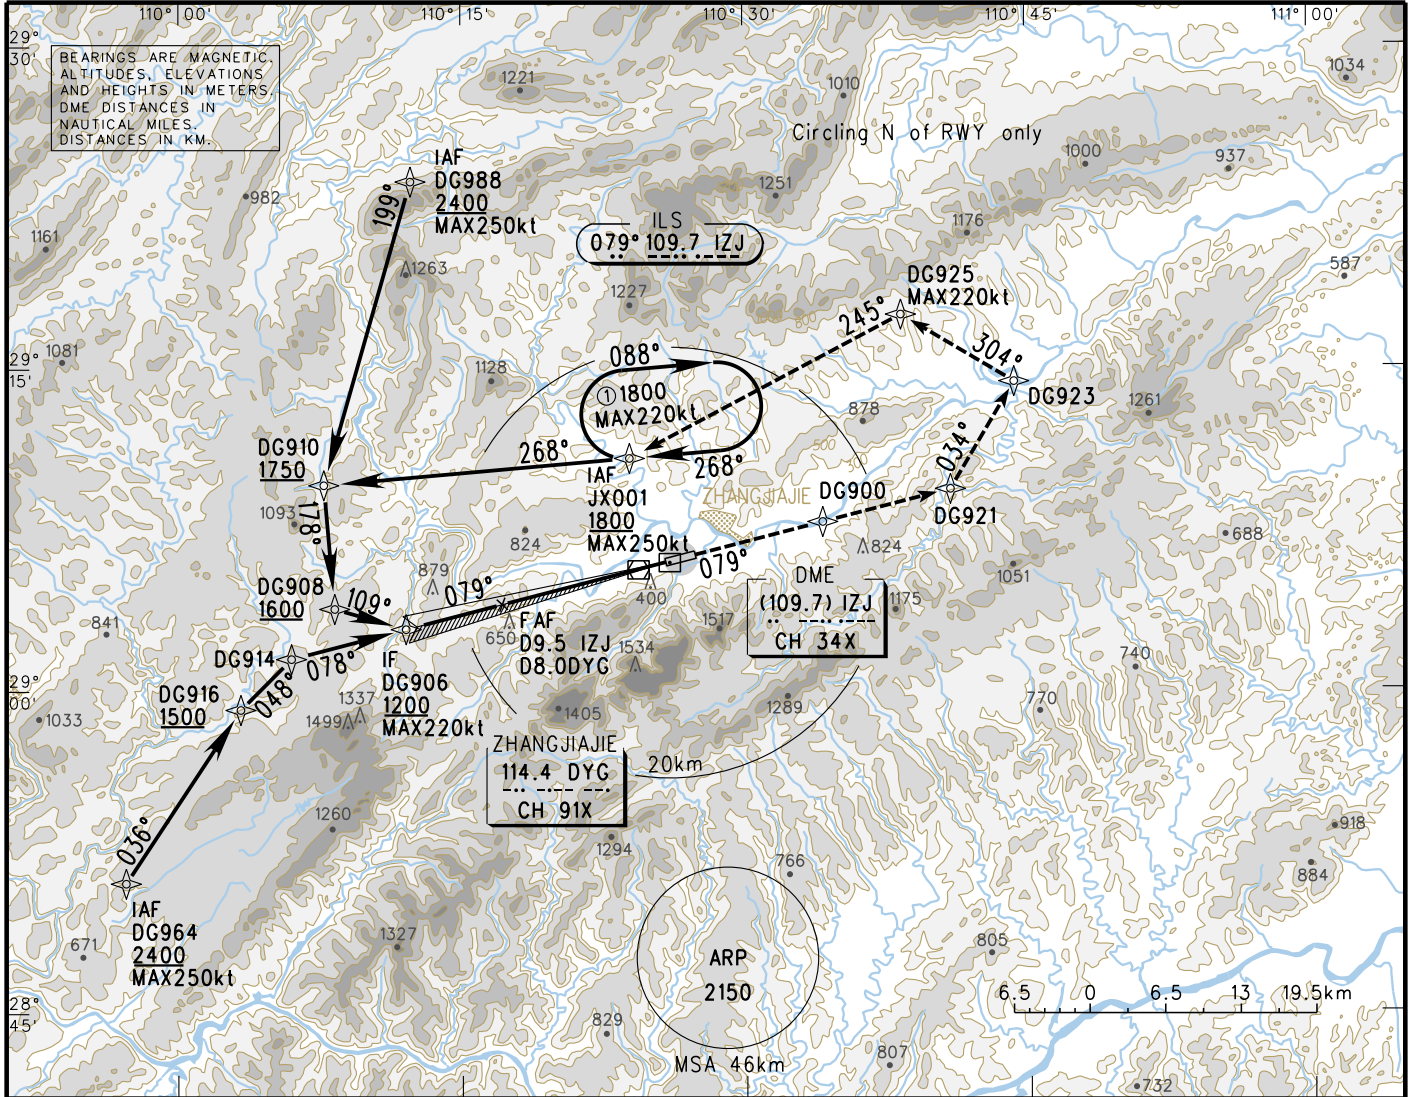 110° 00'
110° 15'
110° 30'
110° 45'
111° 00'
29°
30'
BEARINGS ARE MAGNETIC.
ALTITUDES, ELEVATIONS
AND HEIGHTS IN METERS.
DME DISTANCES IN
NAUTICAL MILES.
DISTANCES IN KM.
1221
1010
1034
Circling N of RWY only
1000
937
IAF
DG988
2400
MAX250kt
199°
982
1251
1176
1161
ILS
079° 109.7 IZJ
1263
587
1227
DG925
MAX220kt
245°
304°
29°
15'
1081
088°
1128
① 1800
MAX220kt
DG923
1261
878
500
034°
DG910
1750
268°
268°
IAF
JX001
1800
MAX250kt
ZHANGJIAJIE
DG900
DG921
1093
178°
824
824
688
079°
1051
879
DG908
1600
109°
079°
400
DME
(109.7) IZJ
CH 34X
1175
841
650
FAF
D9.5 IZJ
D8.0DYG
1517
1534
DG914
078°
IF
DG906
1200
MAX220kt
740
29°
00'
DG916
1500
048°
1337
1499
1405
1289
770
1033
ZHANGJIAJIE
114.4 DYG
CH 91X
20km
036°
1260
1294
918
766
884
IAF
DG964
2400
MAX250kt
671
1327
ARP
2150
805
6.5 0 6.5 13 19.5km
28°
45'
829
MSA 46km
807
732